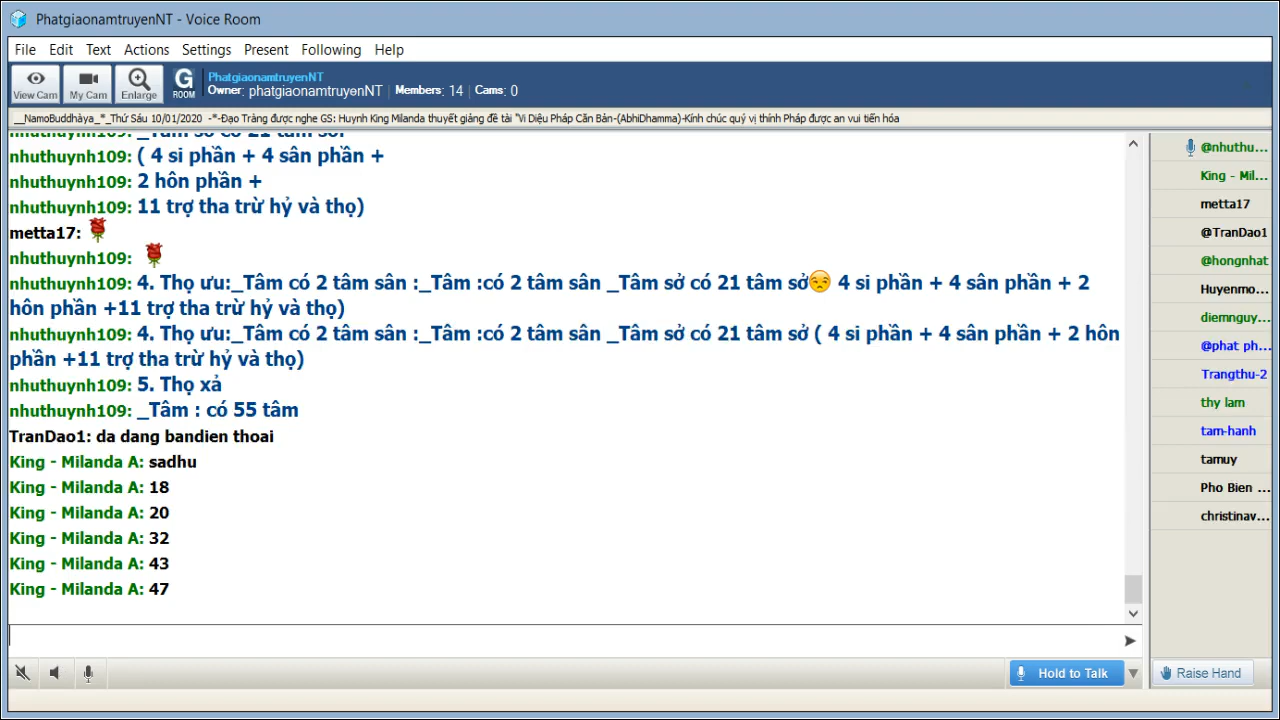 PhatgiaonamtruyenNT - Voice Room
File Edit Text Actions Settings Present Following Help
View Cam My Cam Enlarge G ROOM
PhatgiaonamtruyenNT
Owner: phatgiaonamtruyenNT Members: 14 Cams: 0
__NamoBuddhàya_*_Thứ Sáu 10/01/2020 -*-Đạo Tràng được nghe GS: Huynh King Milanda thuyết giảng đề tài "Vi Diệu Pháp Căn Bản-(AbhiDhamma)-Kính chúc quý vị thính Pháp được an vui tiến hóa
nhuthuynh109: ( 4 si phần + 4 sân phần +
nhuthuynh109: 2 hôn phần +
nhuthuynh109: 11 trợ tha trừ hỷ và thọ)
metta17:
nhuthuynh109:
nhuthuynh109: 4. Thọ ưu:_Tâm có 2 tâm sân :_Tâm :có 2 tâm sân _Tâm sở có 21 tâm sở 4 si phần + 4 sân phần + 2
hôn phần +11 trợ tha trừ hỷ và thọ)
nhuthuynh109: 4. Thọ ưu:_Tâm có 2 tâm sân :_Tâm :có 2 tâm sân _Tâm sở có 21 tâm sở ( 4 si phần + 4 sân phần + 2 hôn
phần +11 trợ tha trừ hỷ và thọ)
nhuthuynh109: 5. Thọ xả
nhuthuynh109: _Tâm : có 55 tâm
TranDao1: da dang bandien thoai
King - Milanda A: sadhu
King - Milanda A: 18
King - Milanda A: 20
King - Milanda A: 32
King - Milanda A: 43
King - Milanda A: 47
@nhuthu...
King - Mil...
metta17
@TranDao1
@hongnhat
Huyenmo...
diemnguy...
@phat ph...
Trangthu-2
thy lam
tam-hanh
tamuy
Pho Bien ...
christinav...
Hold to Talk
Raise Hand